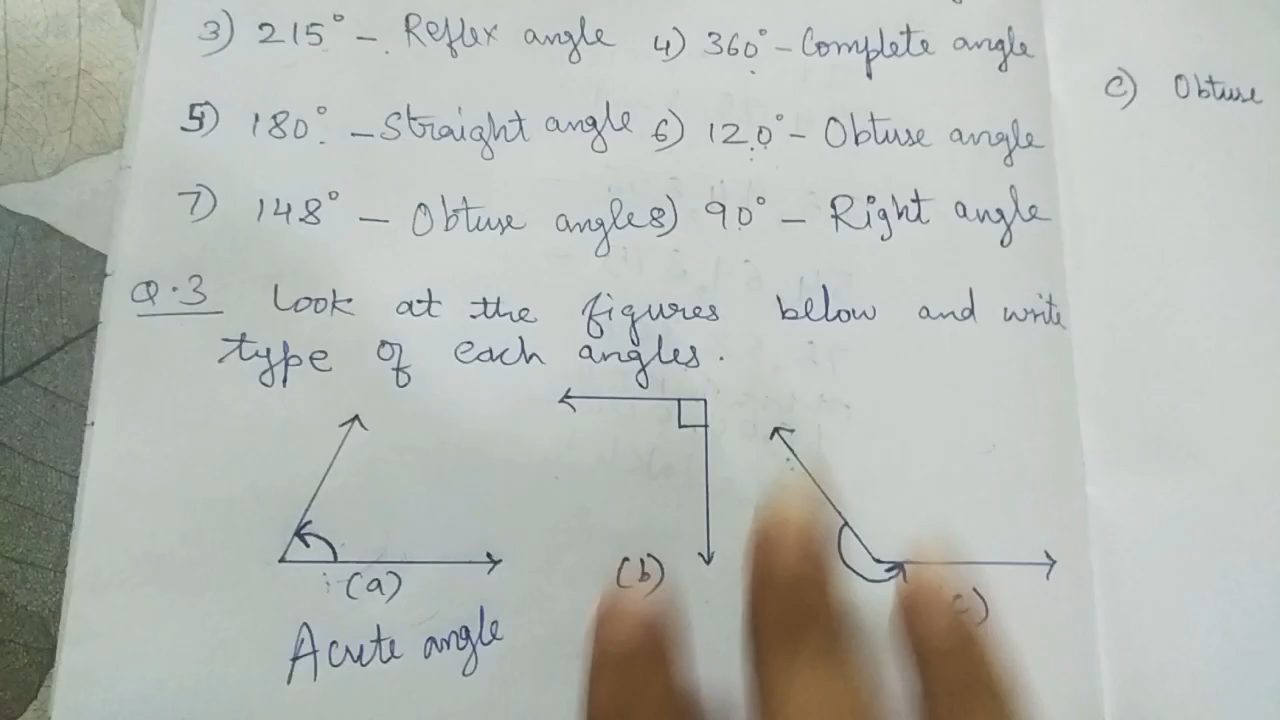 3) 215° - Reflex angle 4) 360° - Complete angle
5) 180° - Straight angle 6) 120° - Obtuse angle
7) 148° - Obtuse angle 8) 90° - Right angle
Q.3 Look at the figures below and write
type of each angles.
(a)
(b)
Acute angle
c) Obtuse